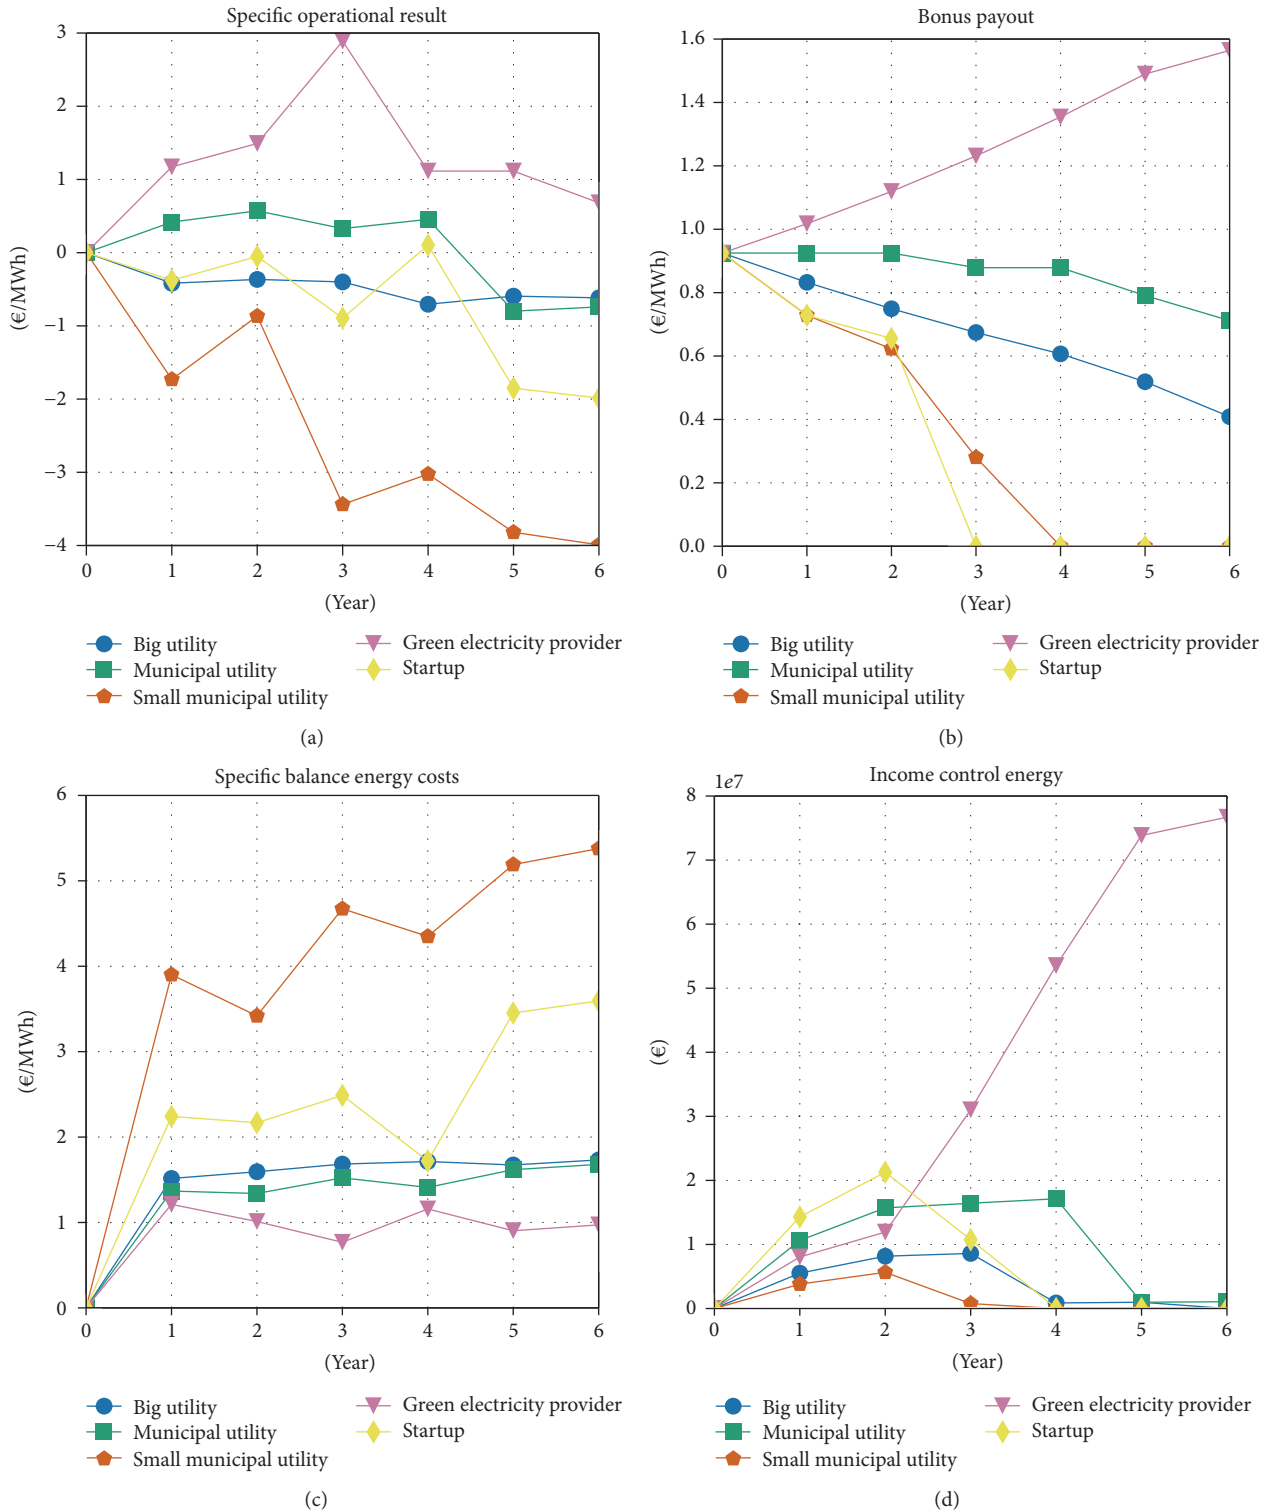 Specific operational result
3
2
1
0
−1
−2
−3
−4
(€/MWh)
0 1 2 3 4 5 6
(Year)
Big utility
Municipal utility
Small municipal utility
Green electricity provider
Startup
(a)
Bonus payout
1.6
1.4
1.2
1.0
0.8
0.6
0.4
0.2
0.0
(€/MWh)
0 1 2 3 4 5 6
(Year)
Big utility
Municipal utility
Small municipal utility
Green electricity provider
Startup
(b)
Specific balance energy costs
6
5
4
3
2
1
0
(€/MWh)
0 1 2 3 4 5 6
(Year)
Big utility
Municipal utility
Small municipal utility
Green electricity provider
Startup
(c)
Income control energy
1e7
8
7
6
5
4
3
2
1
0
(€)
0 1 2 3 4 5 6
(Year)
Big utility
Municipal utility
Small municipal utility
Green electricity provider
Startup
(d)